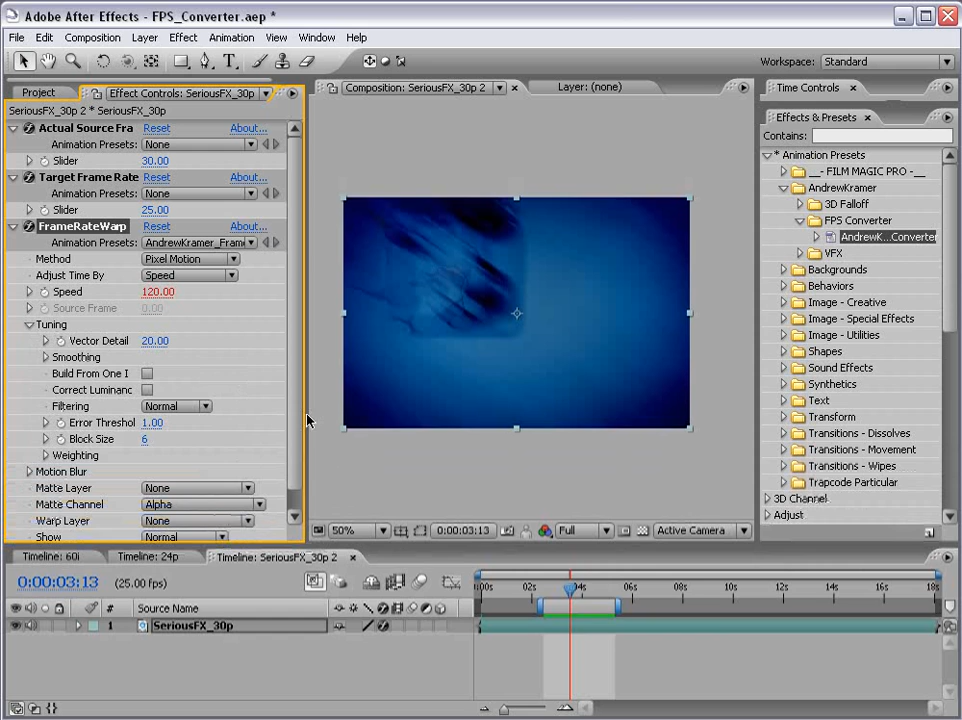 Adobe After Effects - FPS_Converter.aep *
File Edit Composition Layer Effect Animation View Window Help
T
Workspace: Standard
Project Effect Controls: SeriousFX_30p
SeriousFX_30p 2 * SeriousFX_30p
Actual Source Fra Reset About...
Animation Presets: None
Slider 30.00
Target Frame Rate Reset About...
Animation Presets: None
Slider 25.00
FrameRateWarp Reset About...
Animation Presets: AndrewKramer_Fram
Method Pixel Motion
Adjust Time By Speed
Speed 120.00
Source Frame 0.00
Tuning
Vector Detail 20.00
Smoothing
Build From One I
Correct Luminanc
Filtering Normal
Error Threshol 1.00
Block Size 6
Weighting
Motion Blur
Matte Layer None
Matte Channel Alpha
Warp Layer None
Show Normal
Composition: SeriousFX_30p 2 Layer: (none)
50% 0:00:03:13 Full Active Camera
Time Controls ×
Effects & Presets ×
Contains:
* Animation Presets
__- FILM MAGIC PRO -__
AndrewKramer
3D Falloff
FPS Converter
AndrewK...Converter
VFX
Backgrounds
Behaviors
Image - Creative
Image - Special Effects
Image - Utilities
Shapes
Sound Effects
Synthetics
Text
Transform
Transitions - Dissolves
Transitions - Movement
Transitions - Wipes
Trapcode Particular
3D Channel
Adjust
Timeline: 60i Timeline: 24p Timeline: SeriousFX_30p 2 ×
0:00:03:13 (25.00 fps)
:00s 02s 4s 06s 08s 10s 12s 14s 16s 18s
# Source Name
1 SeriousFX_30p